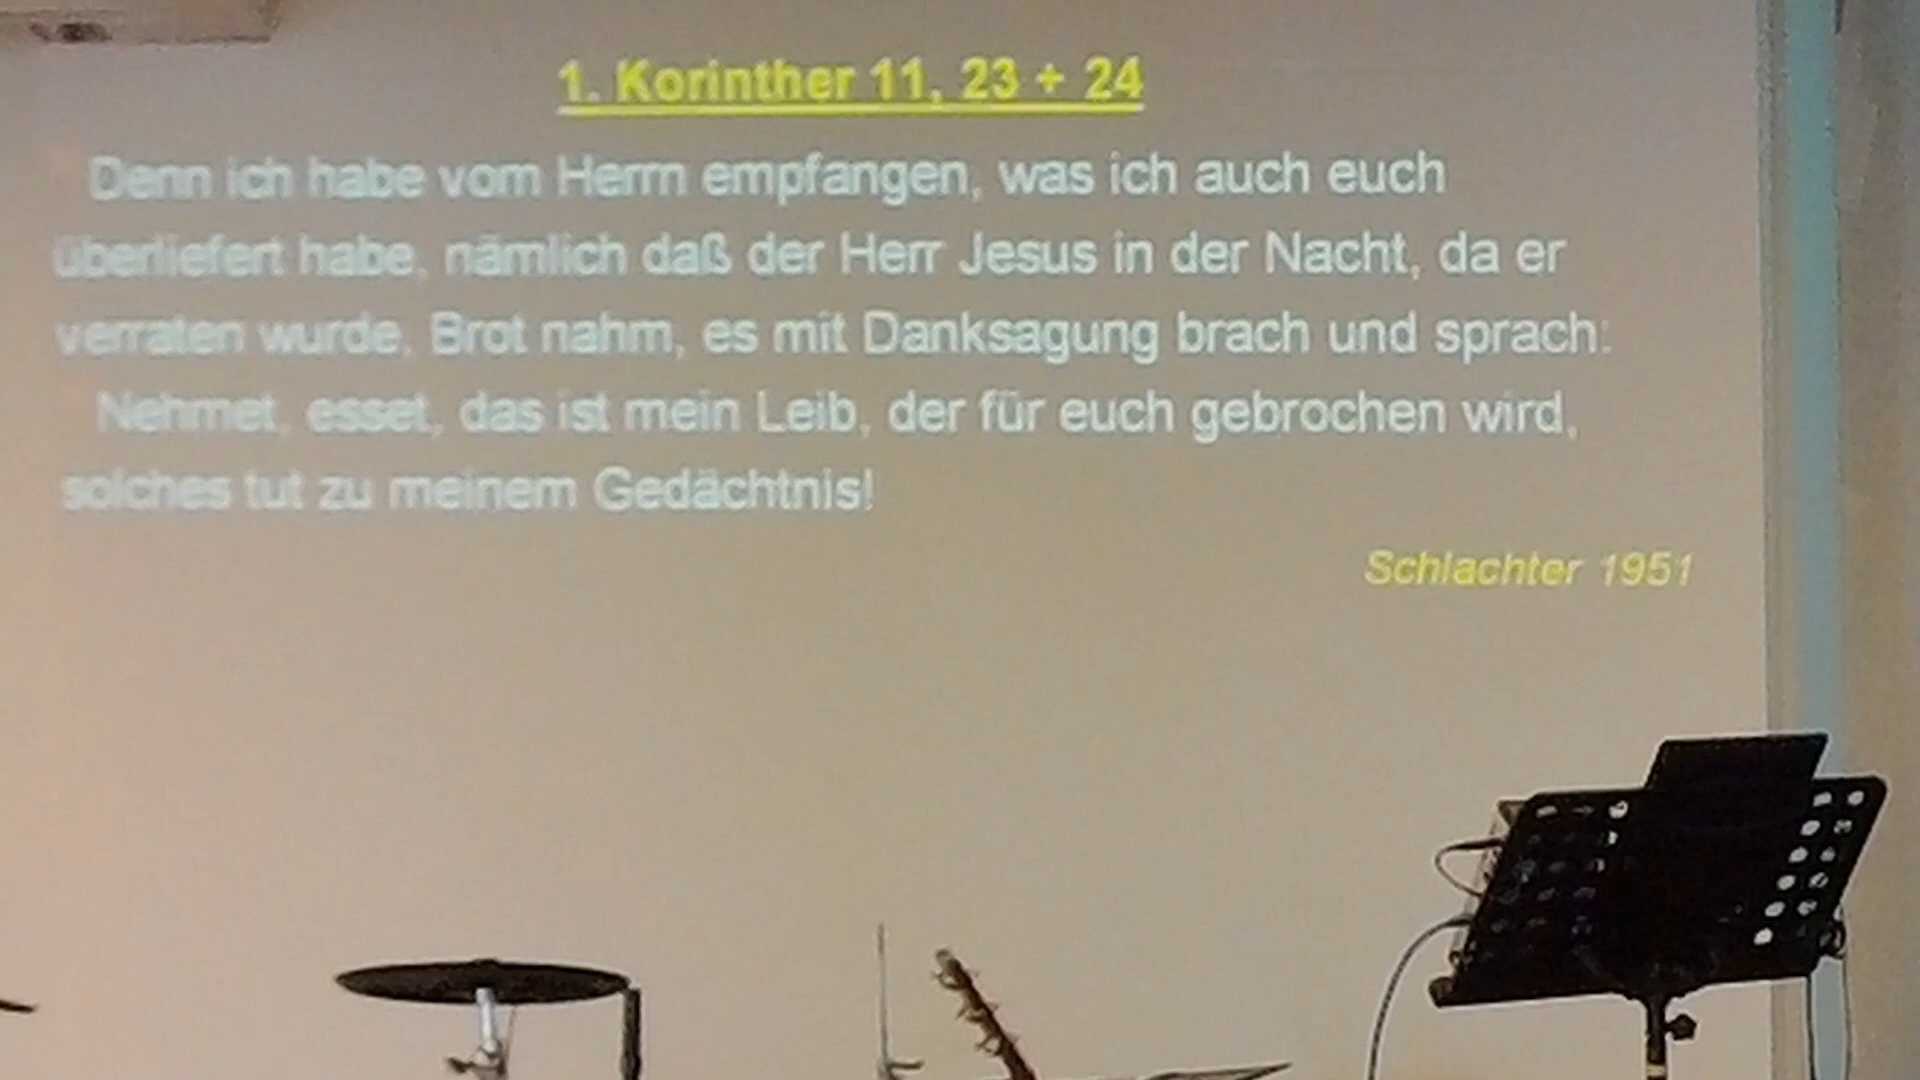 1. Korinther 11, 23 + 24
Denn ich habe vom Herrn empfangen, was ich auch euch
überliefert habe, nämlich daß der Herr Jesus in der Nacht, da er
verraten wurde, Brot nahm, es mit Danksagung brach und sprach:
Nehmet, esset, das ist mein Leib, der für euch gebrochen wird,
solches tut zu meinem Gedächtnis!
Schlachter 1951